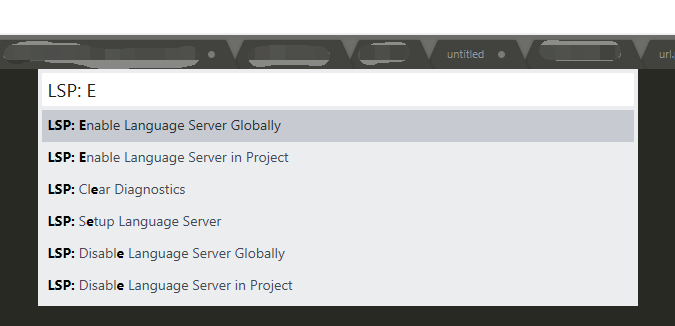 untitled
url.
LSP: E
LSP: Enable Language Server Globally
LSP: Enable Language Server in Project
LSP: Clear Diagnostics
LSP: Setup Language Server
LSP: Disable Language Server Globally
LSP: Disable Language Server in Project